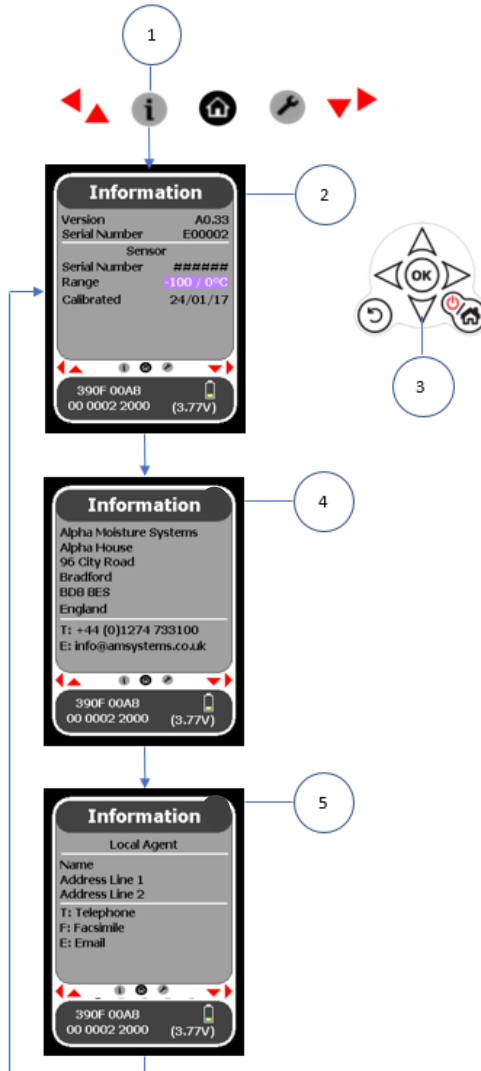 1
i
Information
2
Version A0.33
Serial Number E00002
Sensor
Serial Number ######
Range -100 / 0°C
Calibrated 24/01/17
i
390F 00A8
00 0002 2000 (3.77V)
OK
3
Information
4
Alpha Moisture Systems
Alpha House
96 City Road
Bradford
BD8 8ES
England
T: +44 (0)1274 733100
E: info@amsystems.co.uk
i
390F 00A8
00 0002 2000 (3.77V)
Information
5
Local Agent
Name
Address Line 1
Address Line 2
T: Telephone
F: Facsimile
E: Email
i
390F 00A8
00 0002 2000 (3.77V)